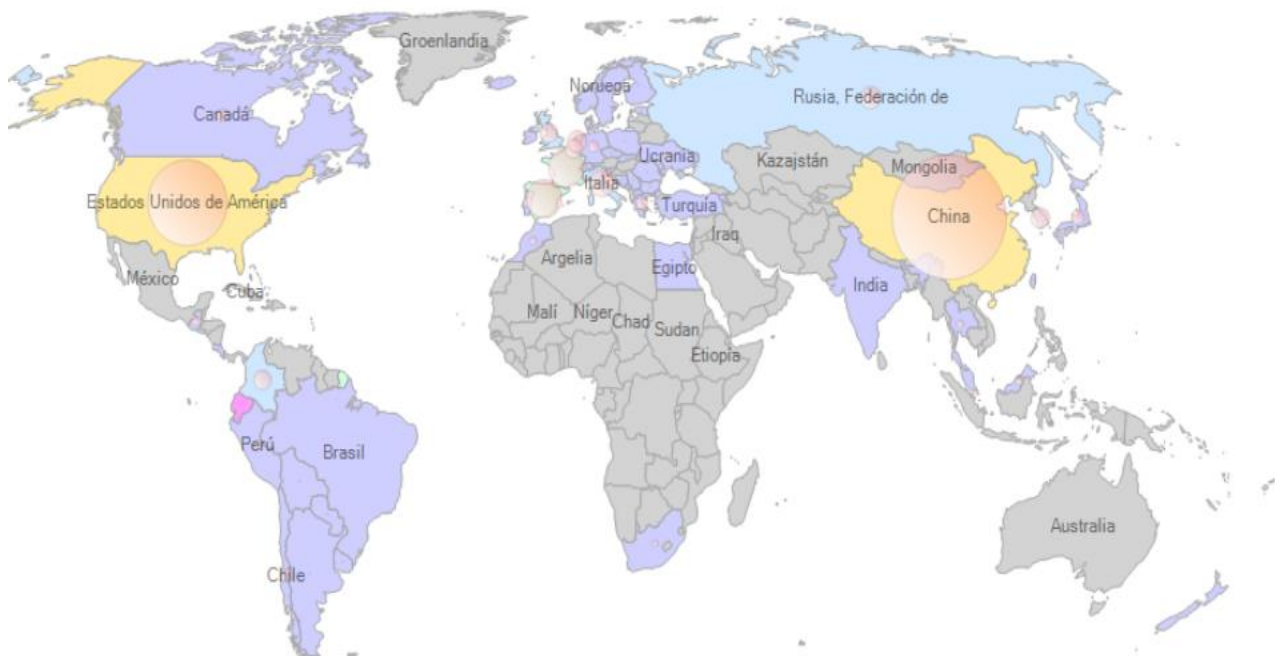 Groenlandia
Noruega
Rusia, Federación de
Canadá
Ucrania
Kazajstán
Mongolia
Italia
Estados Unidos de América
Turquía
China
Iraq
Argelia
Egipto
México
Cuba
India
Malí
Níger
Chad
Sudan
Etiopía
Perú
Brasil
Australia
Chile